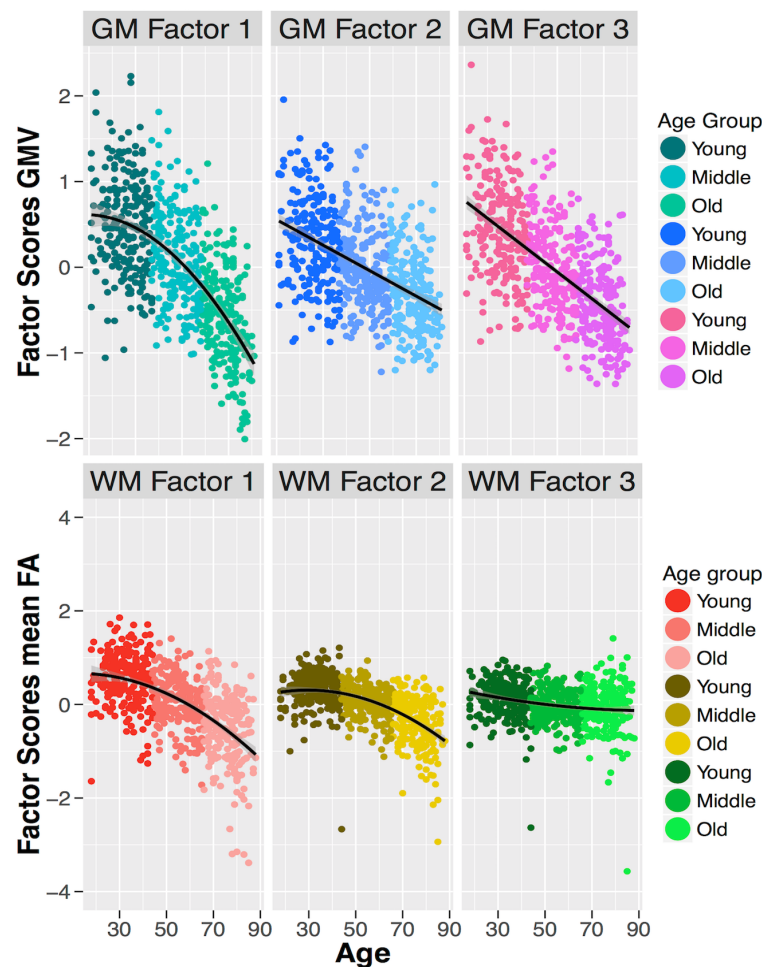 GM Factor 1 GM Factor 2 GM Factor 3
Factor Scores GMV
2
1
0
−1
−2
Age Group
Young
Middle
Old
Young
Middle
Old
Young
Middle
Old
WM Factor 1 WM Factor 2 WM Factor 3
Factor Scores mean FA
4
2
0
−2
−4
Age group
Young
Middle
Old
Young
Middle
Old
Young
Middle
Old
30 50 70 90 30 50 70 90 30 50 70 90
Age